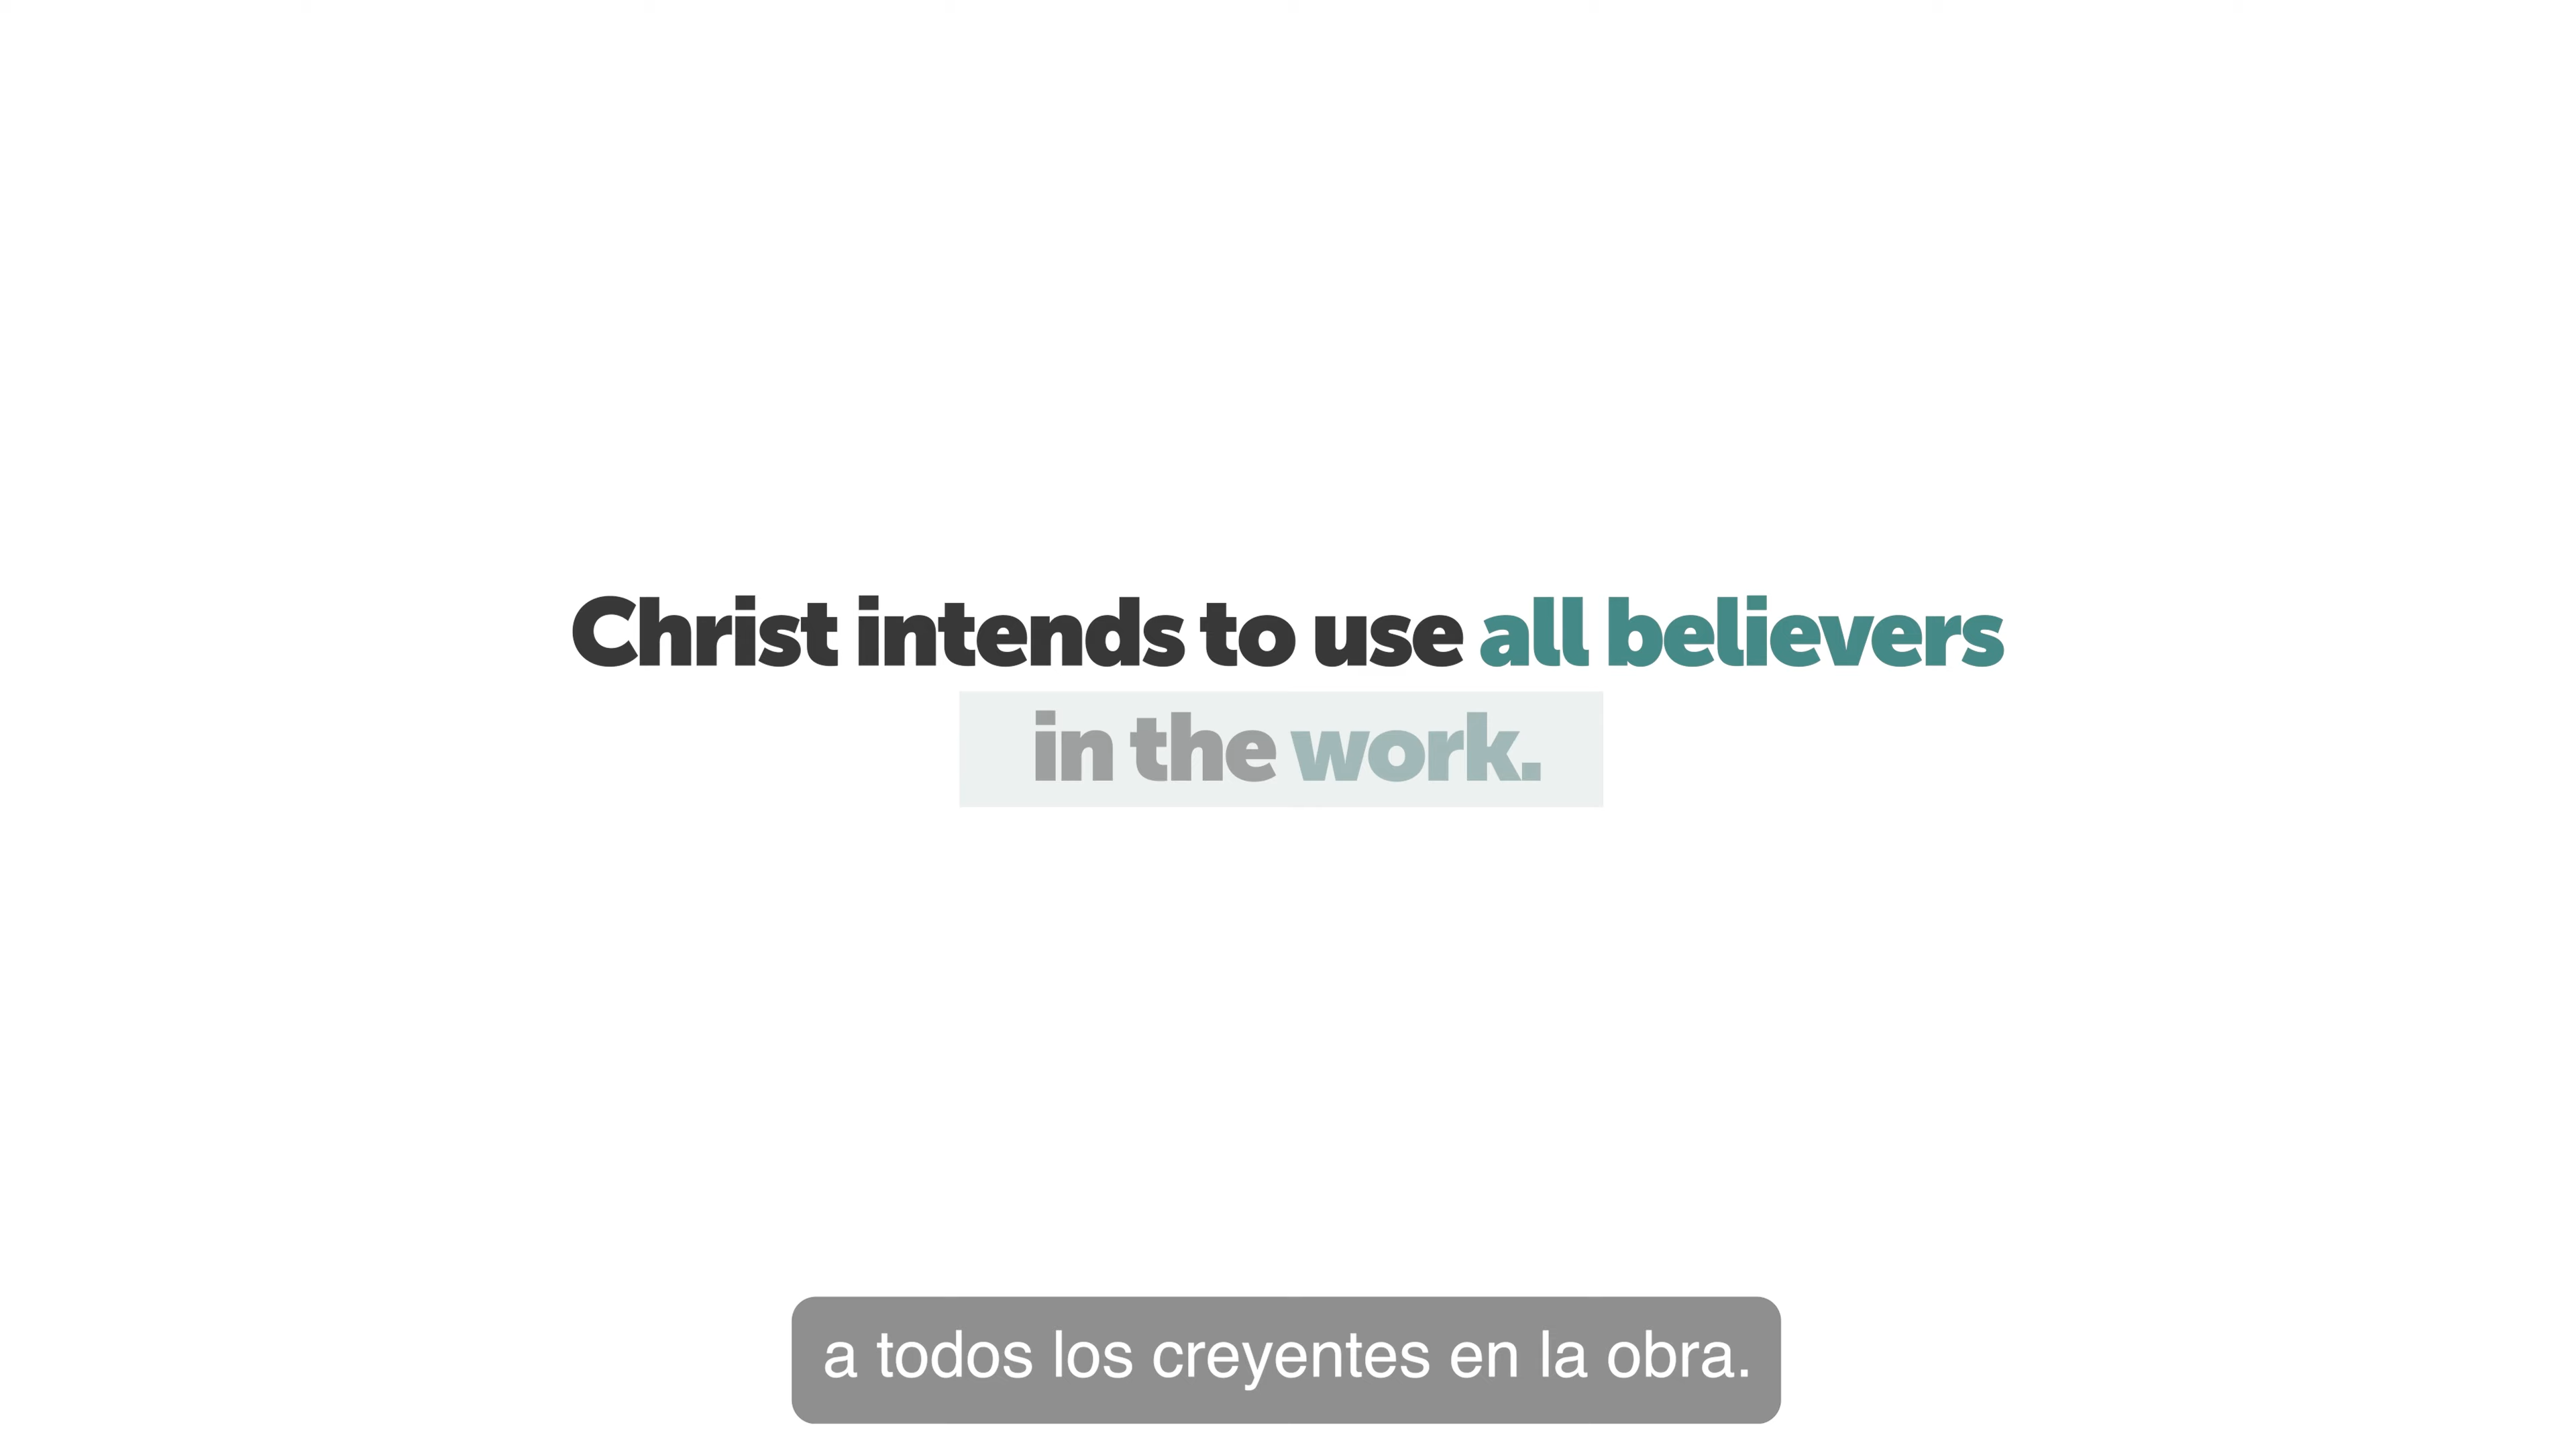 Christ intends to use all believers
in the work.
a todos los creyentes en la obra.